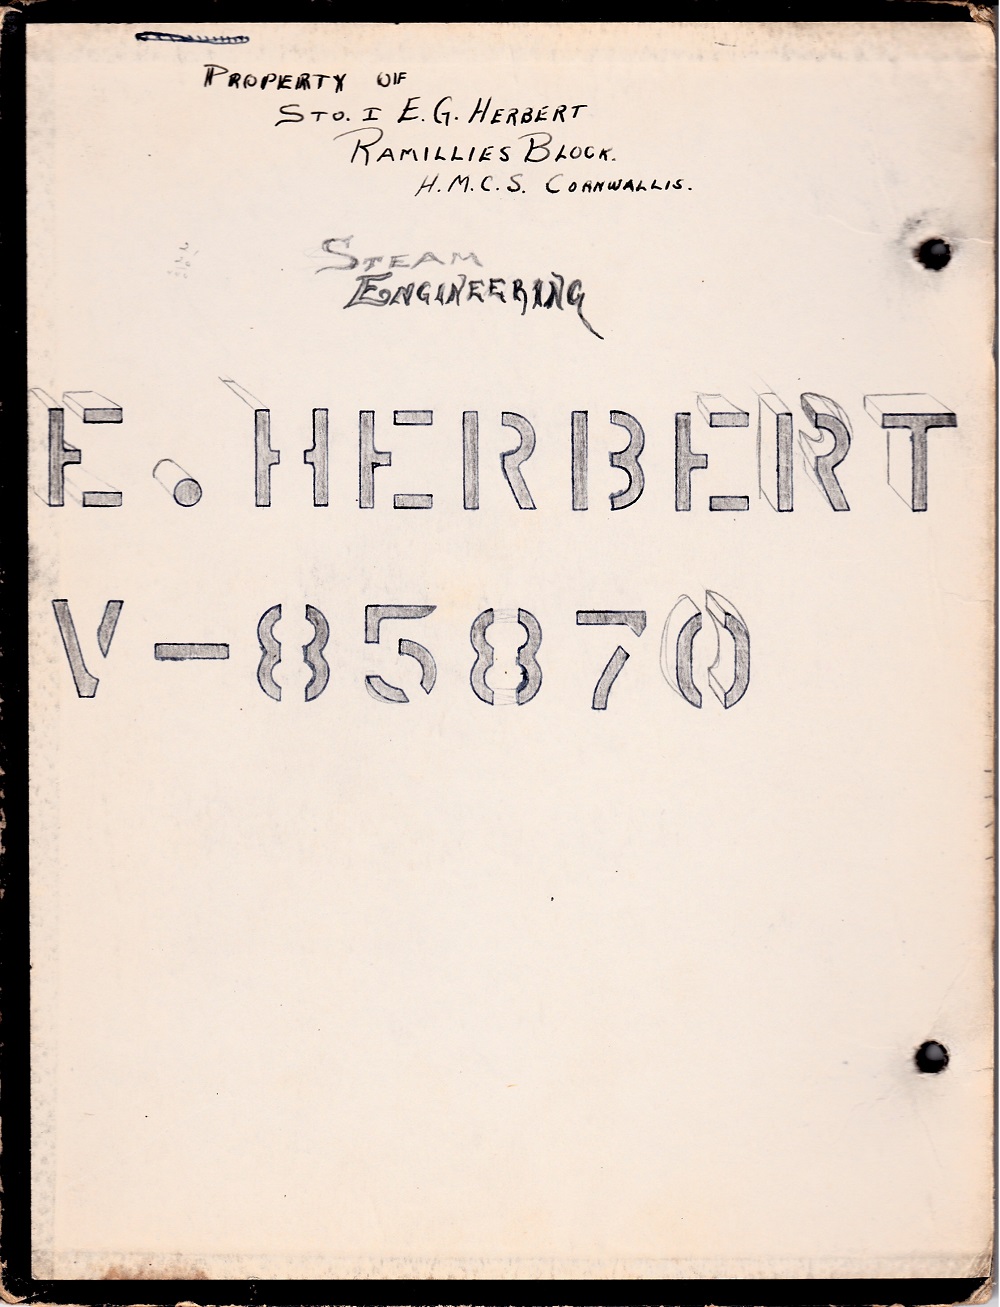 PROPERTY OF
STO. I E. G. HERBERT
RAMILLIES BLOCK.
H. M. C. S. CORNWALLIS.
STEAM
ENGINEERING
E. HERBERT
V-85870